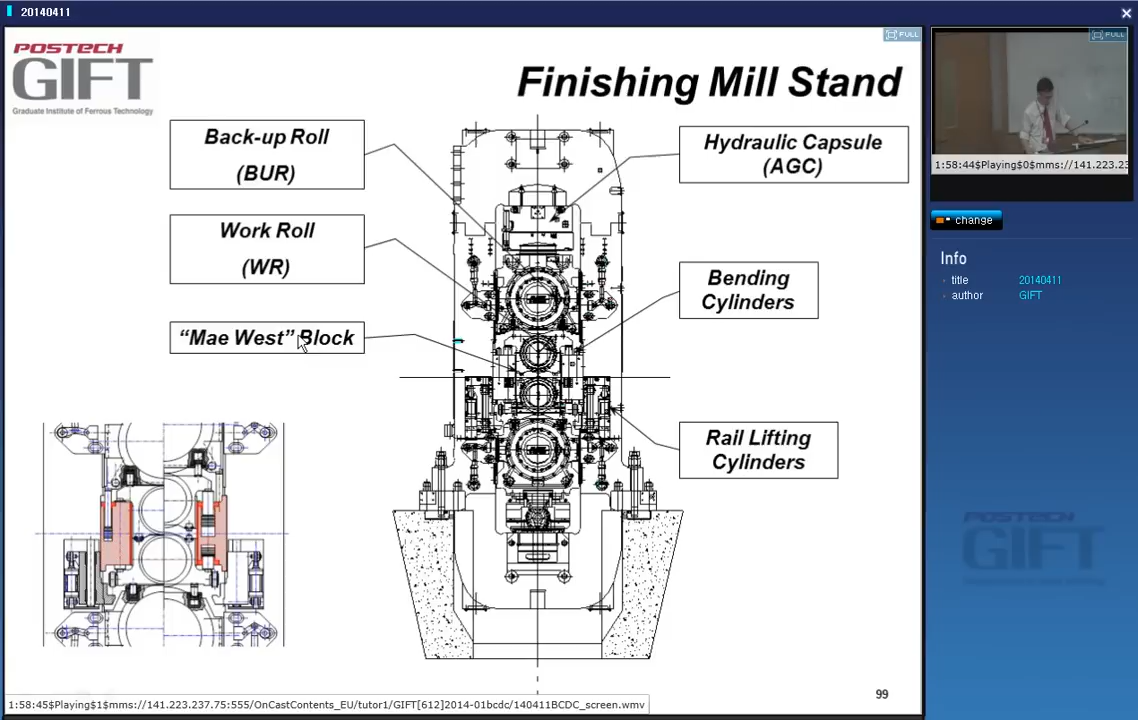 20140411
POSTECH
GIFT
Graduate Institute of Ferrous Technology
FULL
Finishing Mill Stand
Back-up Roll
(BUR)
Hydraulic Capsule
(AGC)
Work Roll
(WR)
Bending
Cylinders
“Mae West” Block
Rail Lifting
Cylinders
99
1:58:45$Playing$1$mms://141.223.237.75:555/OnCastContents_EU/tutor1/GIFT[612]2014-01bcdc/140411BCDC_screen.wmv
FULL
1:58:44$Playing$0$mms://141.223.23
change
Info
title 20140411
author GIFT
POSTECH
GIFT